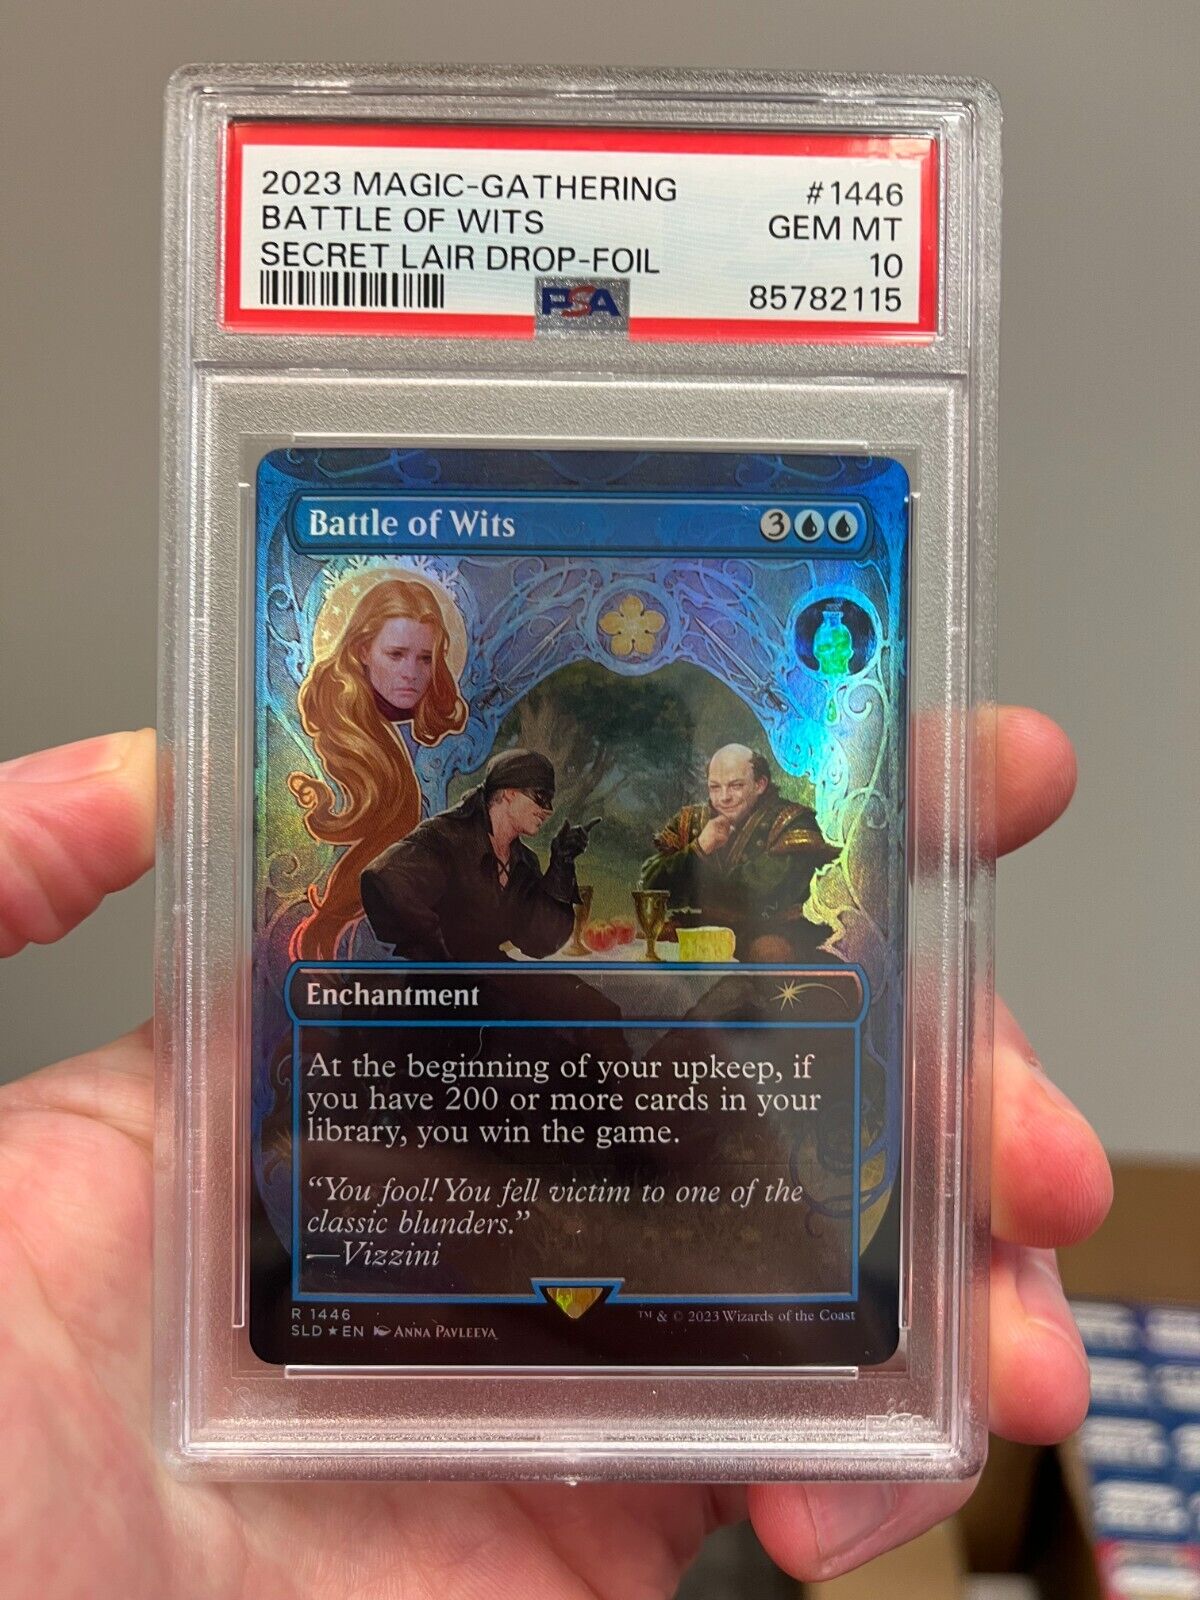 2023 MAGIC-GATHERING
#1446
BATTLE OF WITS
GEM MT
SECRET LAIR DROP-FOIL
10
PSA
85782115
Battle of Wits
3
Enchantment
At the beginning of your upkeep, if
you have 200 or more cards in your
library, you win the game.
“You fool! You fell victim to one of the
classic blunders.”
—Vizzini
R 1446
SLD ★ EN ANNA PAVLEEVA
™ & © 2023 Wizards of the Coast